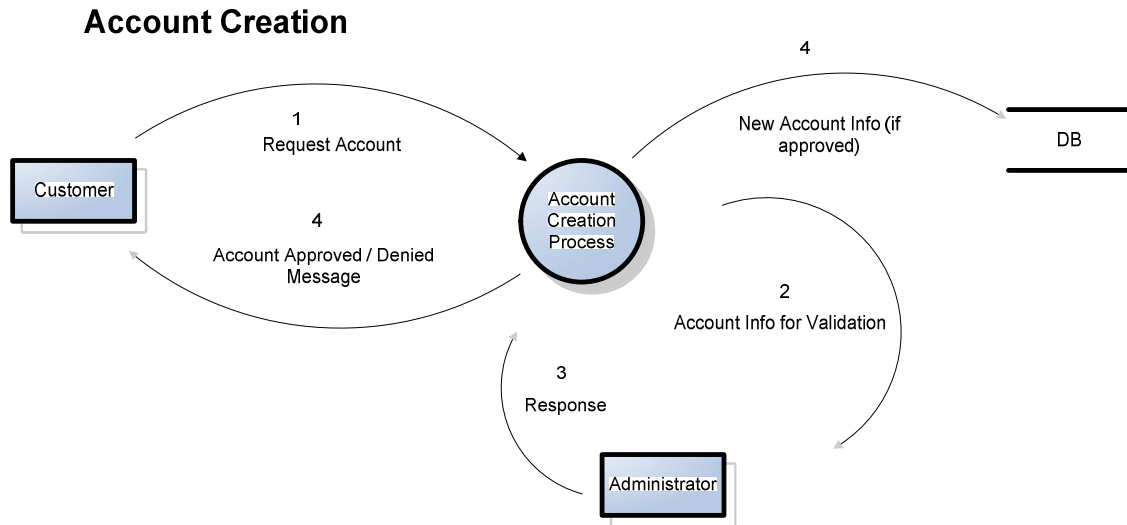 Account Creation
4
1
Request Account
New Account Info (if
approved)
DB
Customer
Account
Creation
Process
4
Account Approved / Denied
Message
2
Account Info for Validation
3
Response
Administrator